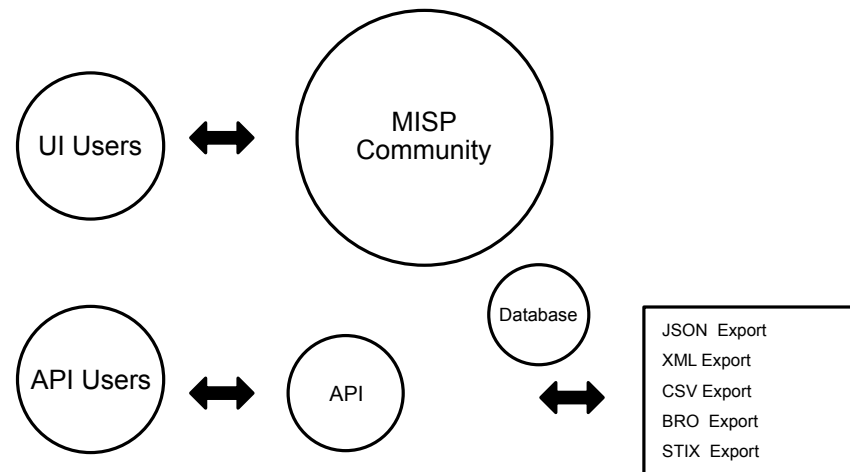 UI Users
MISP
Community
Database
API Users
API
JSON Export
XML Export
CSV Export
BRO Export
STIX Export